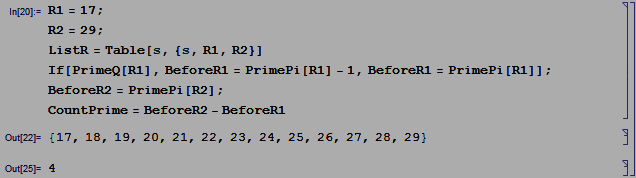 In[20]:= R1 = 17;
R2 = 29;
ListR = Table[s, {s, R1, R2}]
If[PrimeQ[R1], BeforeR1 = PrimePi[R1] - 1, BeforeR1 = PrimePi[R1]];
BeforeR2 = PrimePi[R2];
CountPrime = BeforeR2 - BeforeR1
Out[22]= {17, 18, 19, 20, 21, 22, 23, 24, 25, 26, 27, 28, 29}
Out[25]= 4